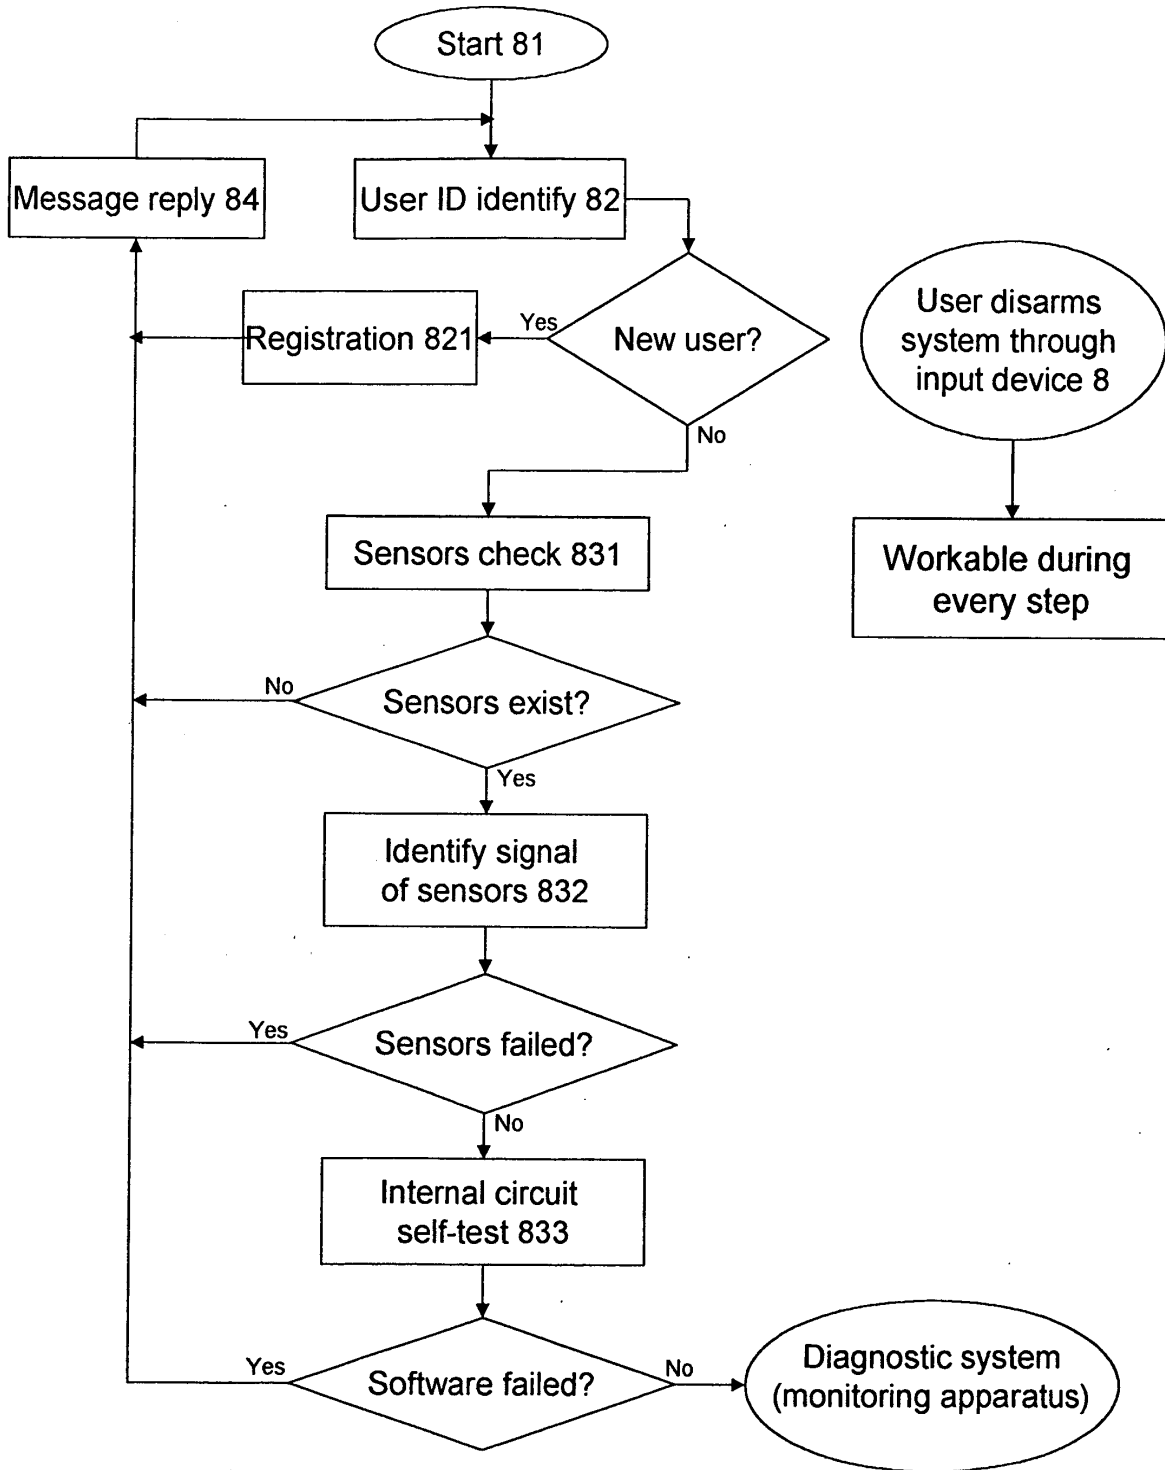 Start 81
Message reply 84
User ID identify 82
Registration 821
Yes
New user?
No
User disarms
system through
input device 8
Workable during
every step
Sensors check 831
No
Sensors exist?
Yes
Identify signal
of sensors 832
Yes
Sensors failed?
No
Internal circuit
self-test 833
Yes
Software failed?
No
Diagnostic system
(monitoring apparatus)